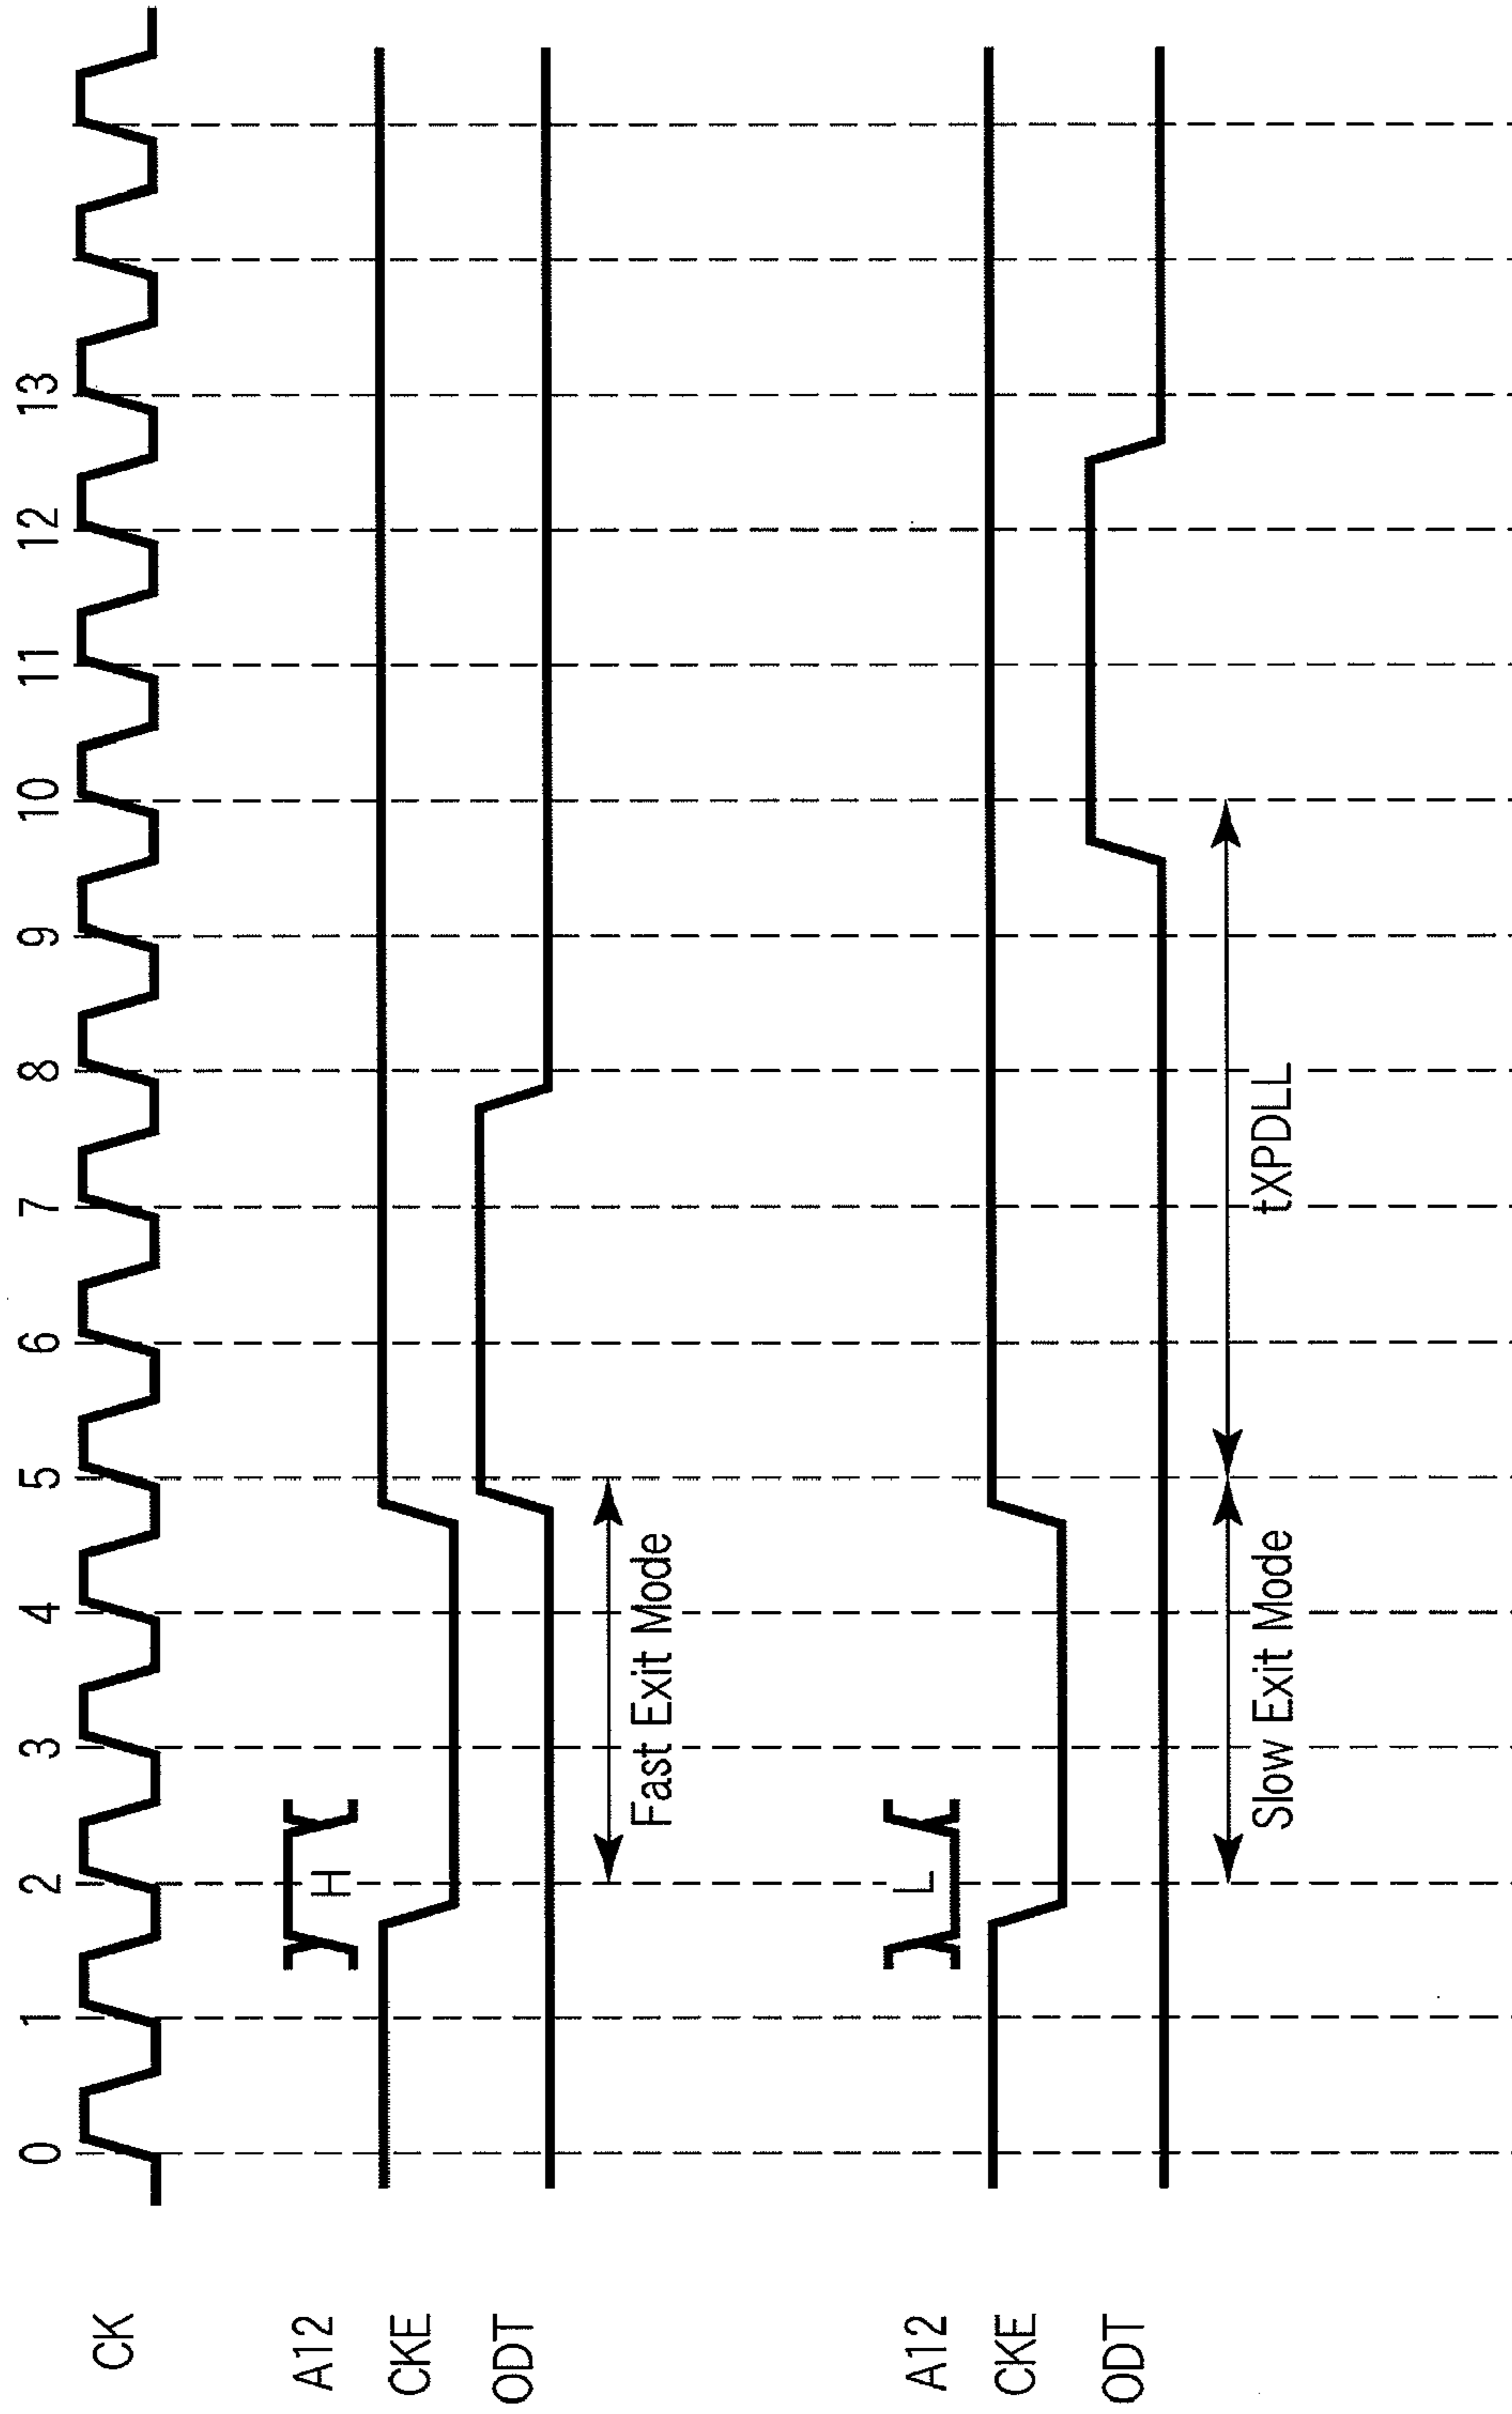 0 1 2 3 4 5 6 7 8 9 10 11 12 13
CK
A12
H
CKE
ODT
Fast Exit Mode
A12
L
CKE
ODT
Slow Exit Mode
tXPDLL